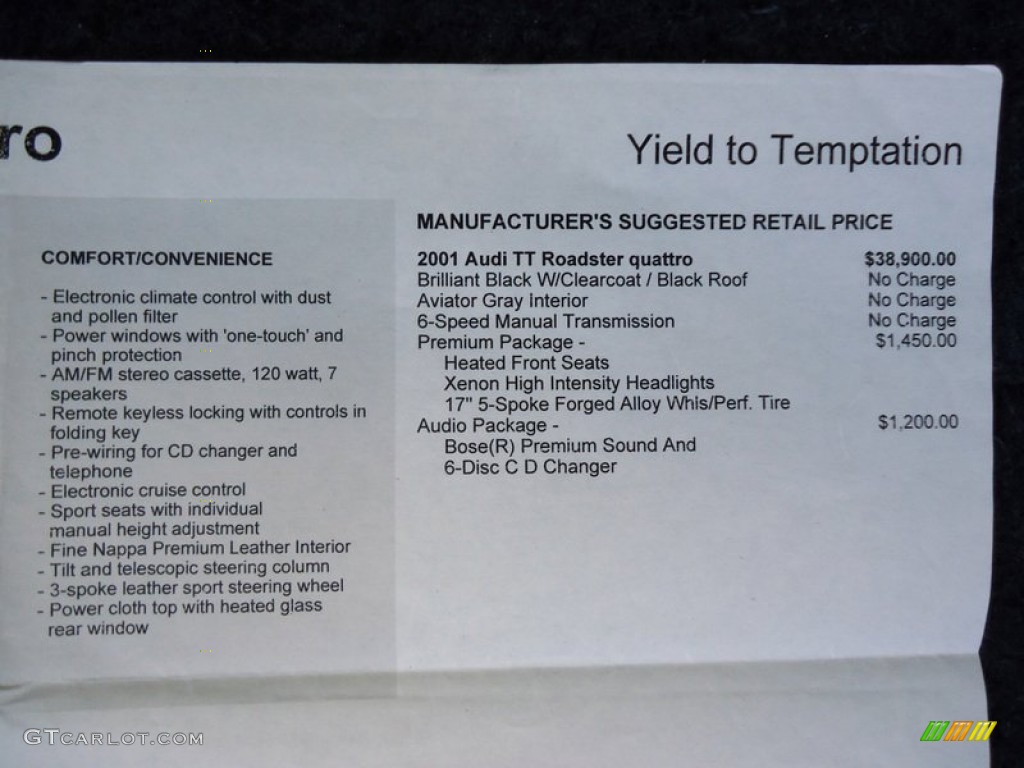 ro
Yield to Temptation
COMFORT/CONVENIENCE
- Electronic climate control with dust
and pollen filter
- Power windows with 'one-touch' and
pinch protection
- AM/FM stereo cassette, 120 watt, 7
speakers
- Remote keyless locking with controls in
folding key
- Pre-wiring for CD changer and
telephone
- Electronic cruise control
- Sport seats with individual
manual height adjustment
- Fine Nappa Premium Leather Interior
- Tilt and telescopic steering column
- 3-spoke leather sport steering wheel
- Power cloth top with heated glass
rear window
MANUFACTURER'S SUGGESTED RETAIL PRICE
2001 Audi TT Roadster quattro $38,900.00
Brilliant Black W/Clearcoat / Black Roof No Charge
Aviator Gray Interior No Charge
6-Speed Manual Transmission No Charge
Premium Package - $1,450.00
Heated Front Seats
Xenon High Intensity Headlights
17" 5-Spoke Forged Alloy Whls/Perf. Tire
Audio Package - $1,200.00
Bose(R) Premium Sound And
6-Disc C D Changer
GTCARLOT.COM